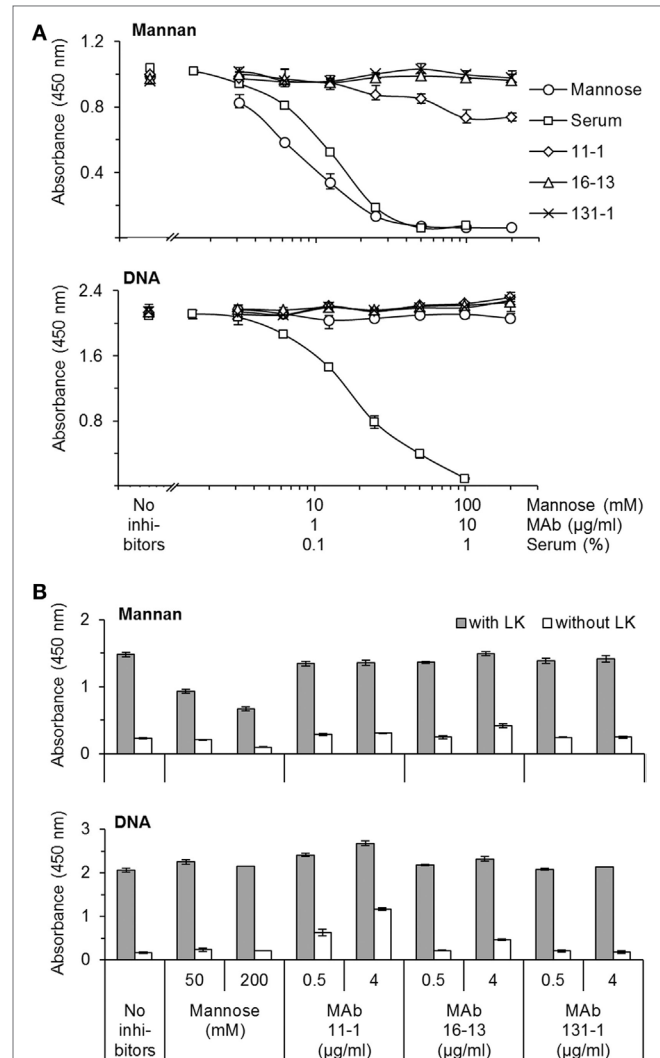 A
Mannan
Absorbance (450 nm)
1.2
0.8
0.4
Mannose
Serum
11-1
16-13
131-1
DNA
Absorbance (450 nm)
2.4
1.6
0.8
No inhi-bitors
10 100 Mannose (mM)
1 10 MAb (µg/ml)
0.1 1 Serum (%)
B
Mannan
with LK without LK
Absorbance (450 nm)
2
1
0
DNA
Absorbance (450 nm)
3
2
1
0
50 200 0.5 4 0.5 4 0.5 4
No inhi-bitors
Mannose (mM)
MAb 11-1 (µg/ml)
MAb 16-13 (µg/ml)
MAb 131-1 (µg/ml)